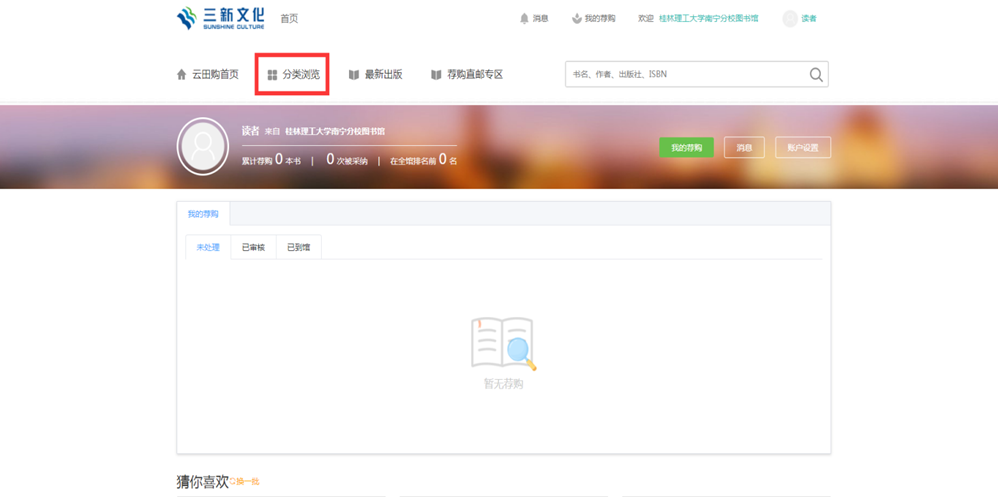 三新文化
SUNSHINE CULTURE
首页
消息
我的荐购
欢迎 桂林理工大学南宁分校图书馆
读者
云田购首页
分类浏览
最新出版
荐购直邮专区
书名、作者、出版社、ISBN
读者 来自 桂林理工大学南宁分校图书馆
累计荐购 0 本书 | 0 次被采纳 | 在全馆排名前 0 名
我的荐购
消息
账户设置
我的荐购
未处理
已审核
已到馆
暂无荐购
猜你喜欢
换一批